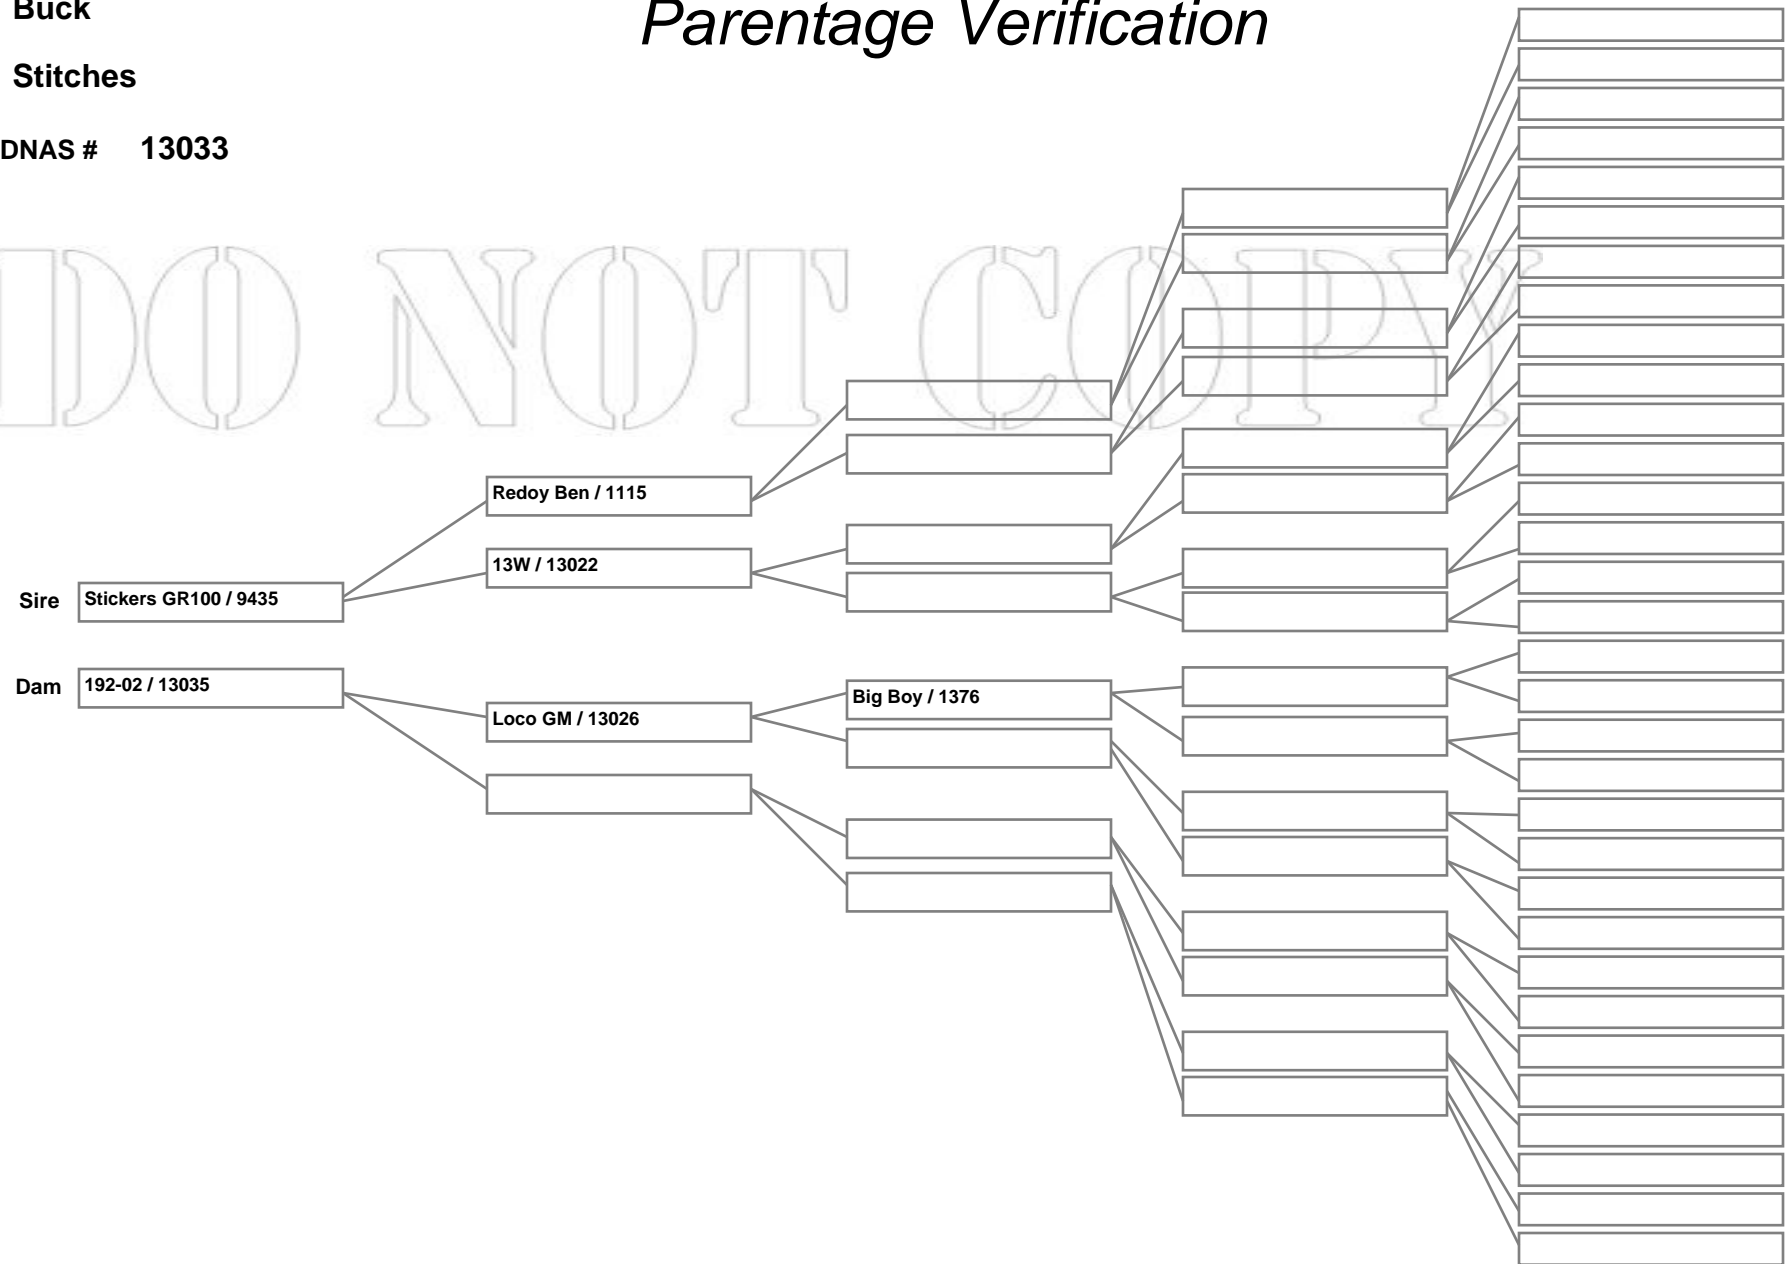 Buck
Parentage Verification
Stitches
DNAS # 13033
DO NOT COPY
Redoy Ben / 1115
13W / 13022
Sire Stickers GR100 / 9435
Dam 192-02 / 13035
Big Boy / 1376
Loco GM / 13026